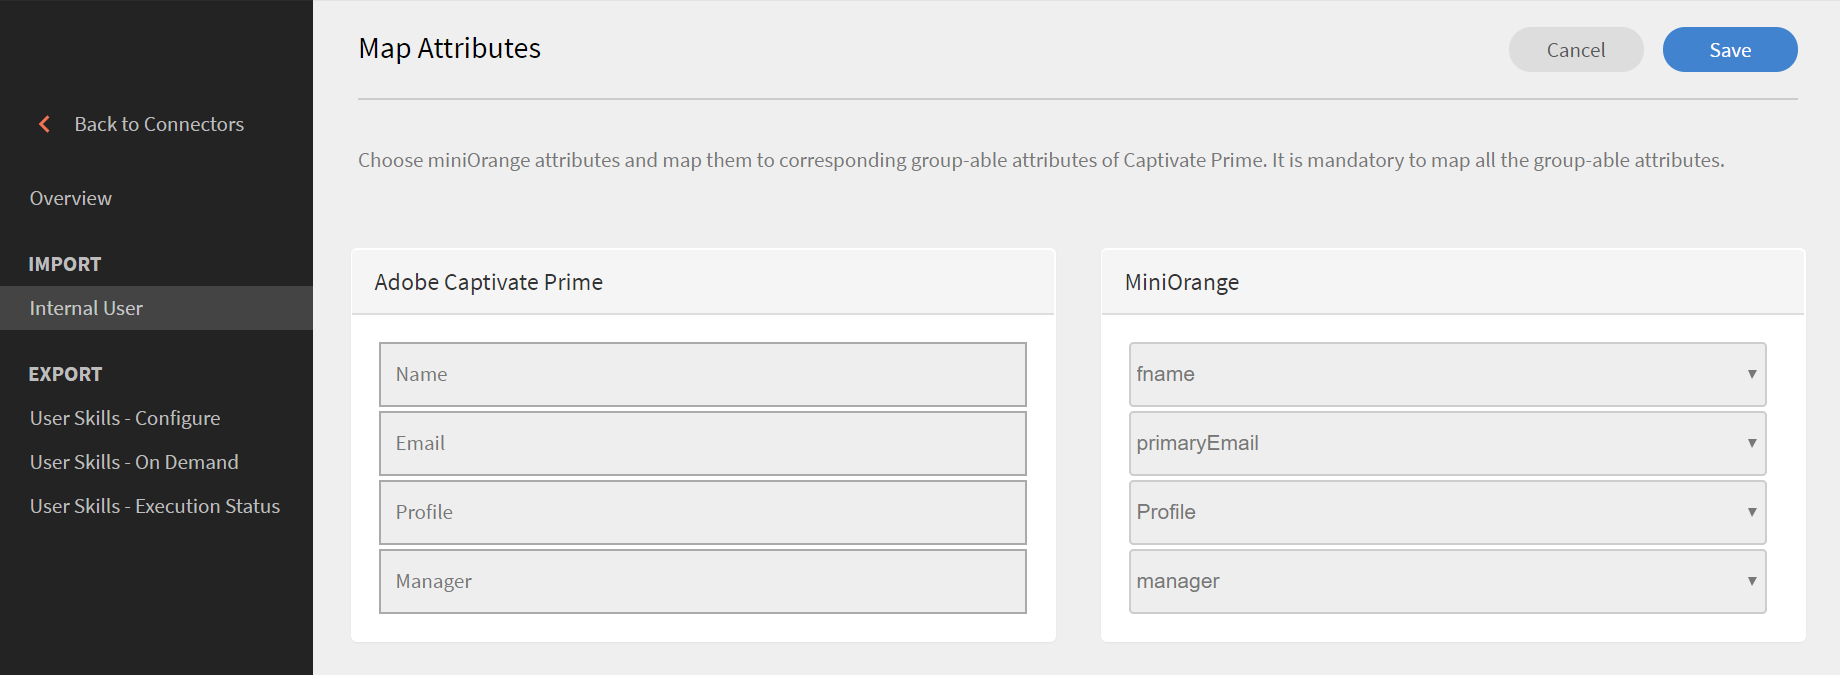 Map Attributes
Cancel
Save
Back to Connectors
Overview
IMPORT
Internal User
EXPORT
User Skills - Configure
User Skills - On Demand
User Skills - Execution Status
Choose miniOrange attributes and map them to corresponding group-able attributes of Captivate Prime. It is mandatory to map all the group-able attributes.
Adobe Captivate Prime
Name
Email
Profile
Manager
MiniOrange
fname
primaryEmail
Profile
manager